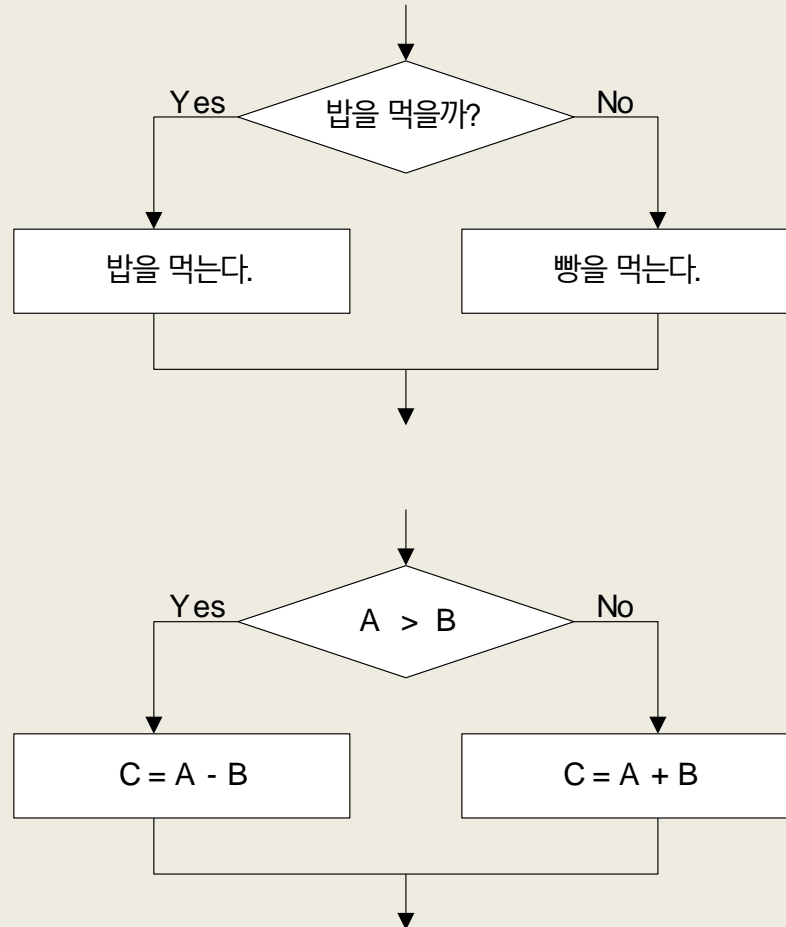 Yes
밥을 먹을까?
No
밥을 먹는다.
빵을 먹는다.
Yes
A > B
No
C = A - B
C = A + B